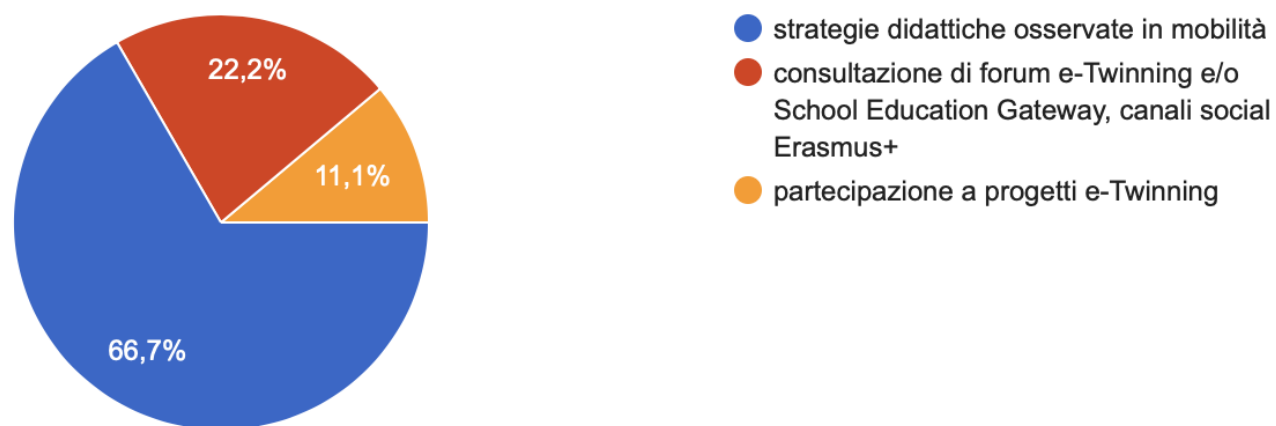 22,2%
11,1%
66,7%
strategie didattiche osservate in mobilità
consultazione di forum e-Twinning e/o
School Education Gateway, canali social
Erasmus+
partecipazione a progetti e-Twinning